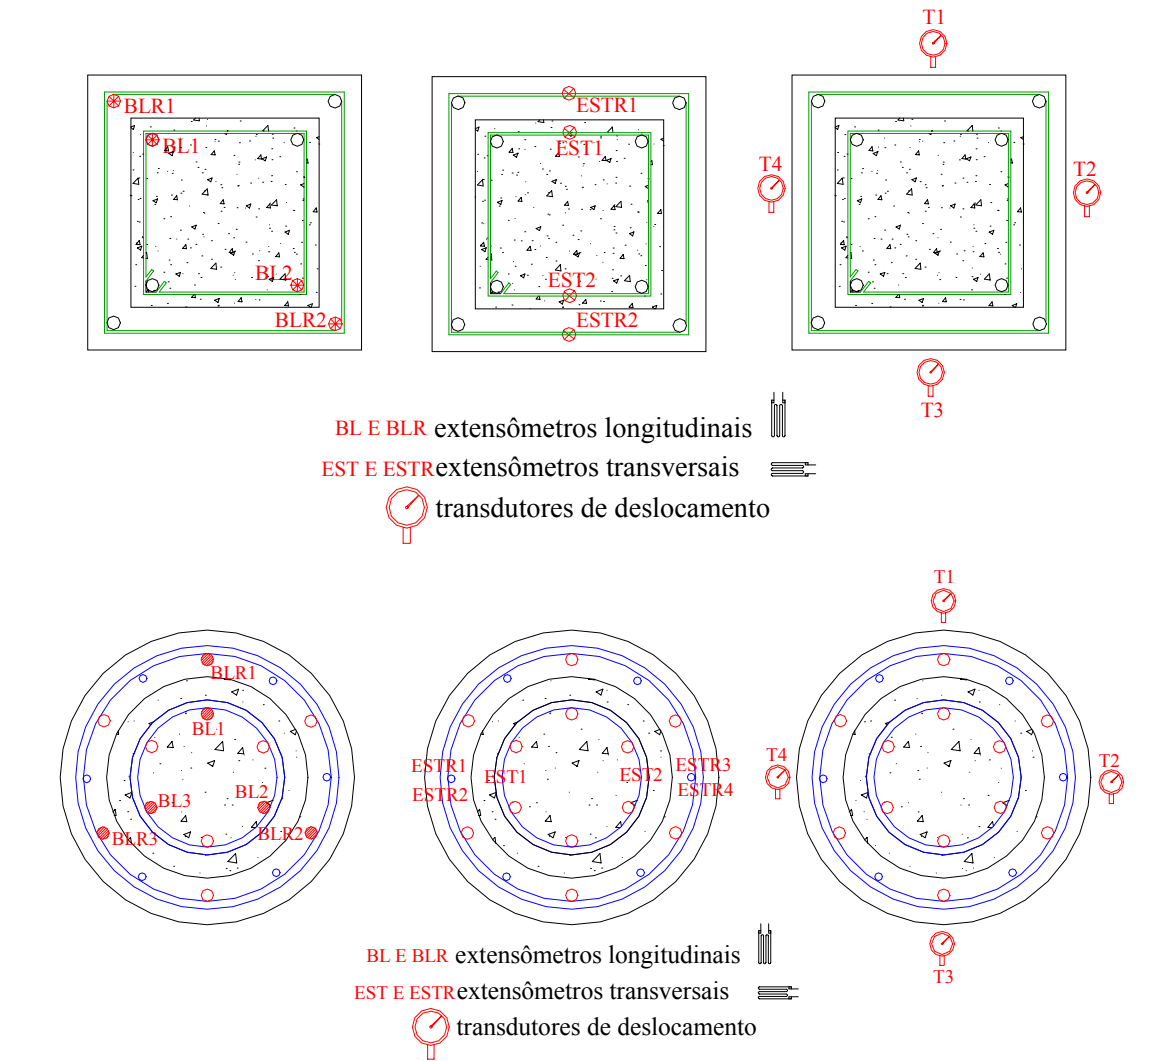 T1
BLR1
BL1
BL2
BLR2
ESTR1
EST1
EST2
ESTR2
T4
T2
T3
BL E BLR extensômetros longitudinais
EST E ESTR extensômetros transversais
transdutores de deslocamento
T1
BLR1
BL1
BL3
BL2
BLR3
BLR2
ESTR1
EST1
EST2
ESTR3
ESTR2
ESTR4
T4
T2
T3
BL E BLR extensômetros longitudinais
EST E ESTR extensômetros transversais
transdutores de deslocamento